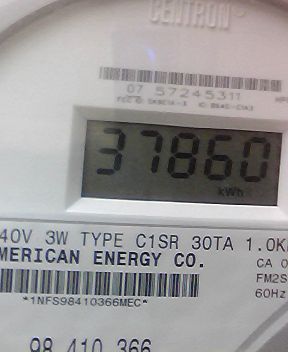 CENTRON
07 57245311
37860
kWh
40V 3W TYPE C1SR 30TA 1.0K
MERICAN ENERGY CO.
CA 0
FM2S
60Hz
*1NFS98410366MEC*
98 410 366